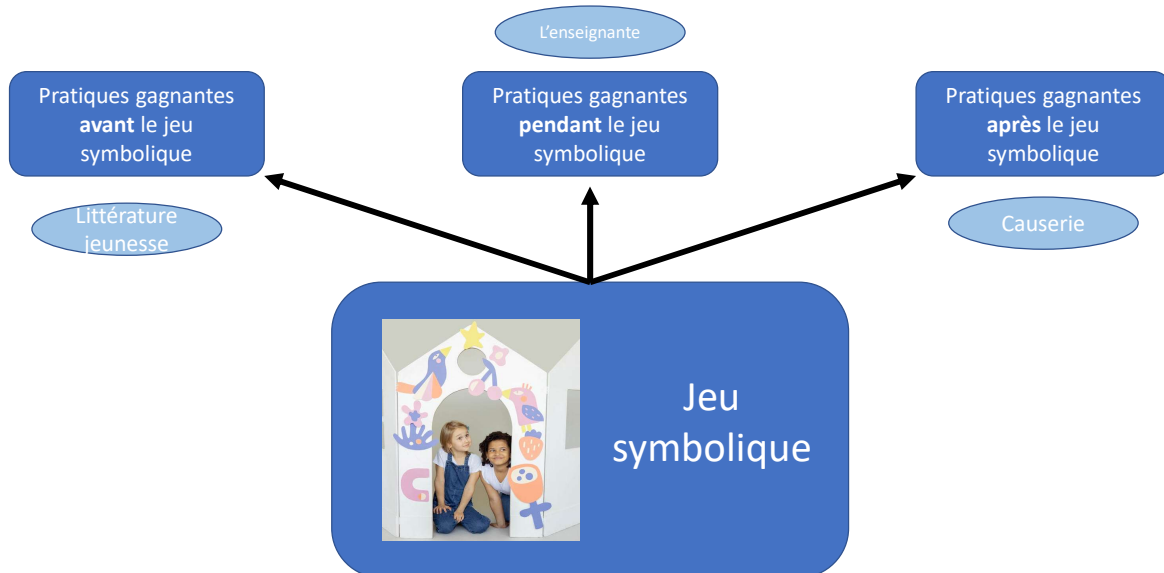 L'enseignante
Pratiques gagnantes
avant le jeu
symbolique
Pratiques gagnantes
pendant le jeu
symbolique
Pratiques gagnantes
après le jeu
symbolique
Littérature
jeunesse
Causerie
Jeu
symbolique